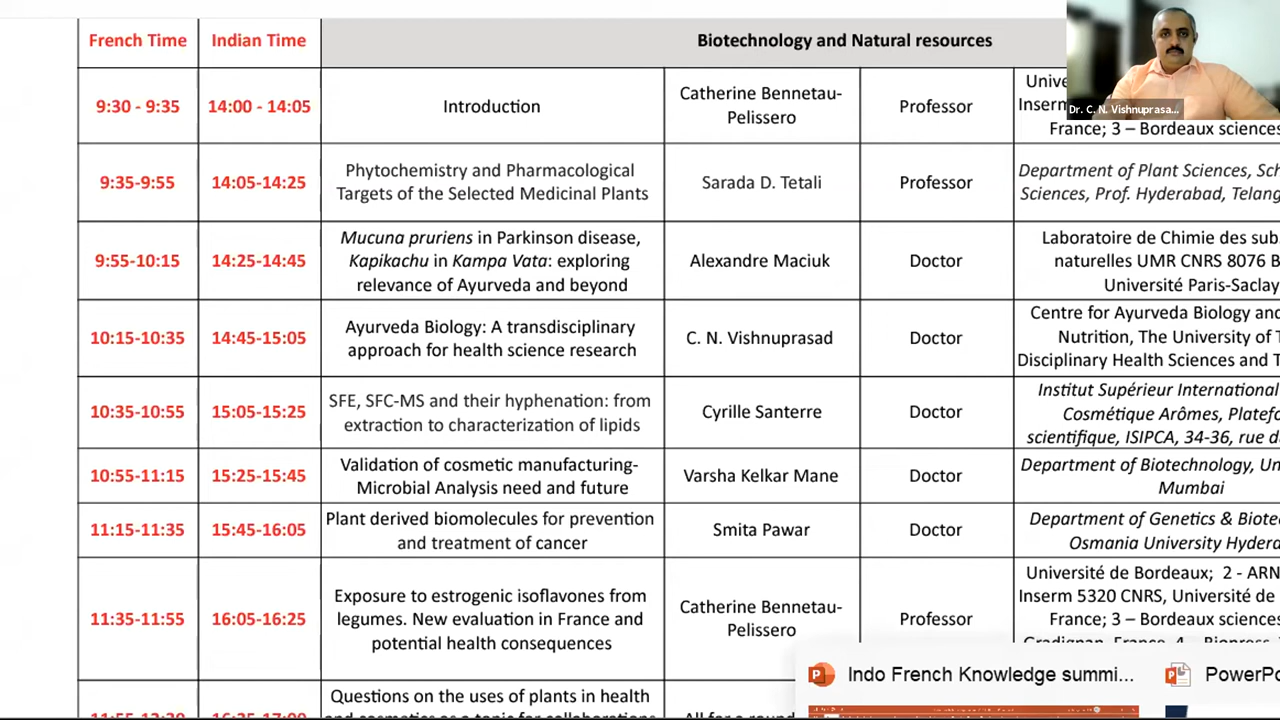 French Time
Indian Time
Biotechnology and Natural resources
9:30 - 9:35
14:00 - 14:05
Introduction
Catherine Bennetau-
Pelissero
Professor
Inserm
France; 3 – Bordeaux sciences
Dr. C. N. Vishnuprasa...
9:35-9:55
14:05-14:25
Phytochemistry and Pharmacological
Targets of the Selected Medicinal Plants
Sarada D. Tetali
Professor
Department of Plant Sciences,
Sciences, Prof. Hyderabad,
9:55-10:15
14:25-14:45
Mucuna pruriens in Parkinson disease,
Kapikachu in Kampa Vata: exploring
relevance of Ayurveda and beyond
Alexandre Maciuk
Doctor
Laboratoire de Chimie des
naturelles UMR CNRS 8076
Université Paris-Saclay
10:15-10:35
14:45-15:05
Ayurveda Biology: A transdisciplinary
approach for health science research
C. N. Vishnuprasad
Doctor
Centre for Ayurveda Biology and
Nutrition, The University of
Disciplinary Health Sciences and
10:35-10:55
15:05-15:25
SFE, SFC-MS and their hyphenation: from
extraction to characterization of lipids
Cyrille Santerre
Doctor
Institut Supérieur International
Cosmétique Arômes,
scientifique, ISIPCA, 34-36, rue
10:55-11:15
15:25-15:45
Validation of cosmetic manufacturing-
Microbial Analysis need and future
Varsha Kelkar Mane
Doctor
Department of Biotechnology,
Mumbai
11:15-11:35
15:45-16:05
Plant derived biomolecules for prevention
and treatment of cancer
Smita Pawar
Doctor
Department of Genetics &
Osmania University
11:35-11:55
16:05-16:25
Exposure to estrogenic isoflavones from
legumes. New evaluation in France and
potential health consequences
Catherine Bennetau-
Pelissero
Professor
Université de Bordeaux; 2 -
Inserm 5320 CNRS, Université de
France; 3 – Bordeaux sciences
Questions on the uses of plants in health
Indo French Knowledge summi...